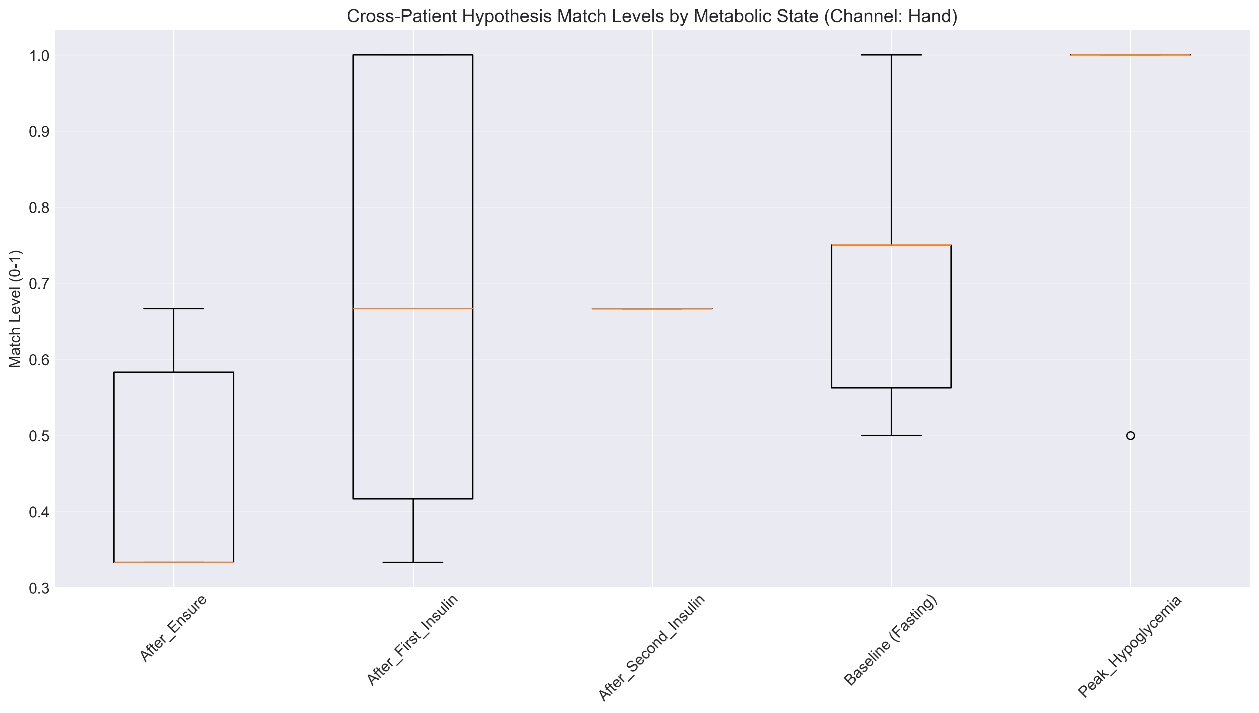 Cross-Patient Hypothesis Match Levels by Metabolic State (Channel: Hand)
Match Level (0-1)
1.0
0.9
0.8
0.7
0.6
0.5
0.4
0.3
After_Ensure
After_First_Insulin
After_Second_Insulin
Baseline (Fasting)
Peak_Hypoglycemia